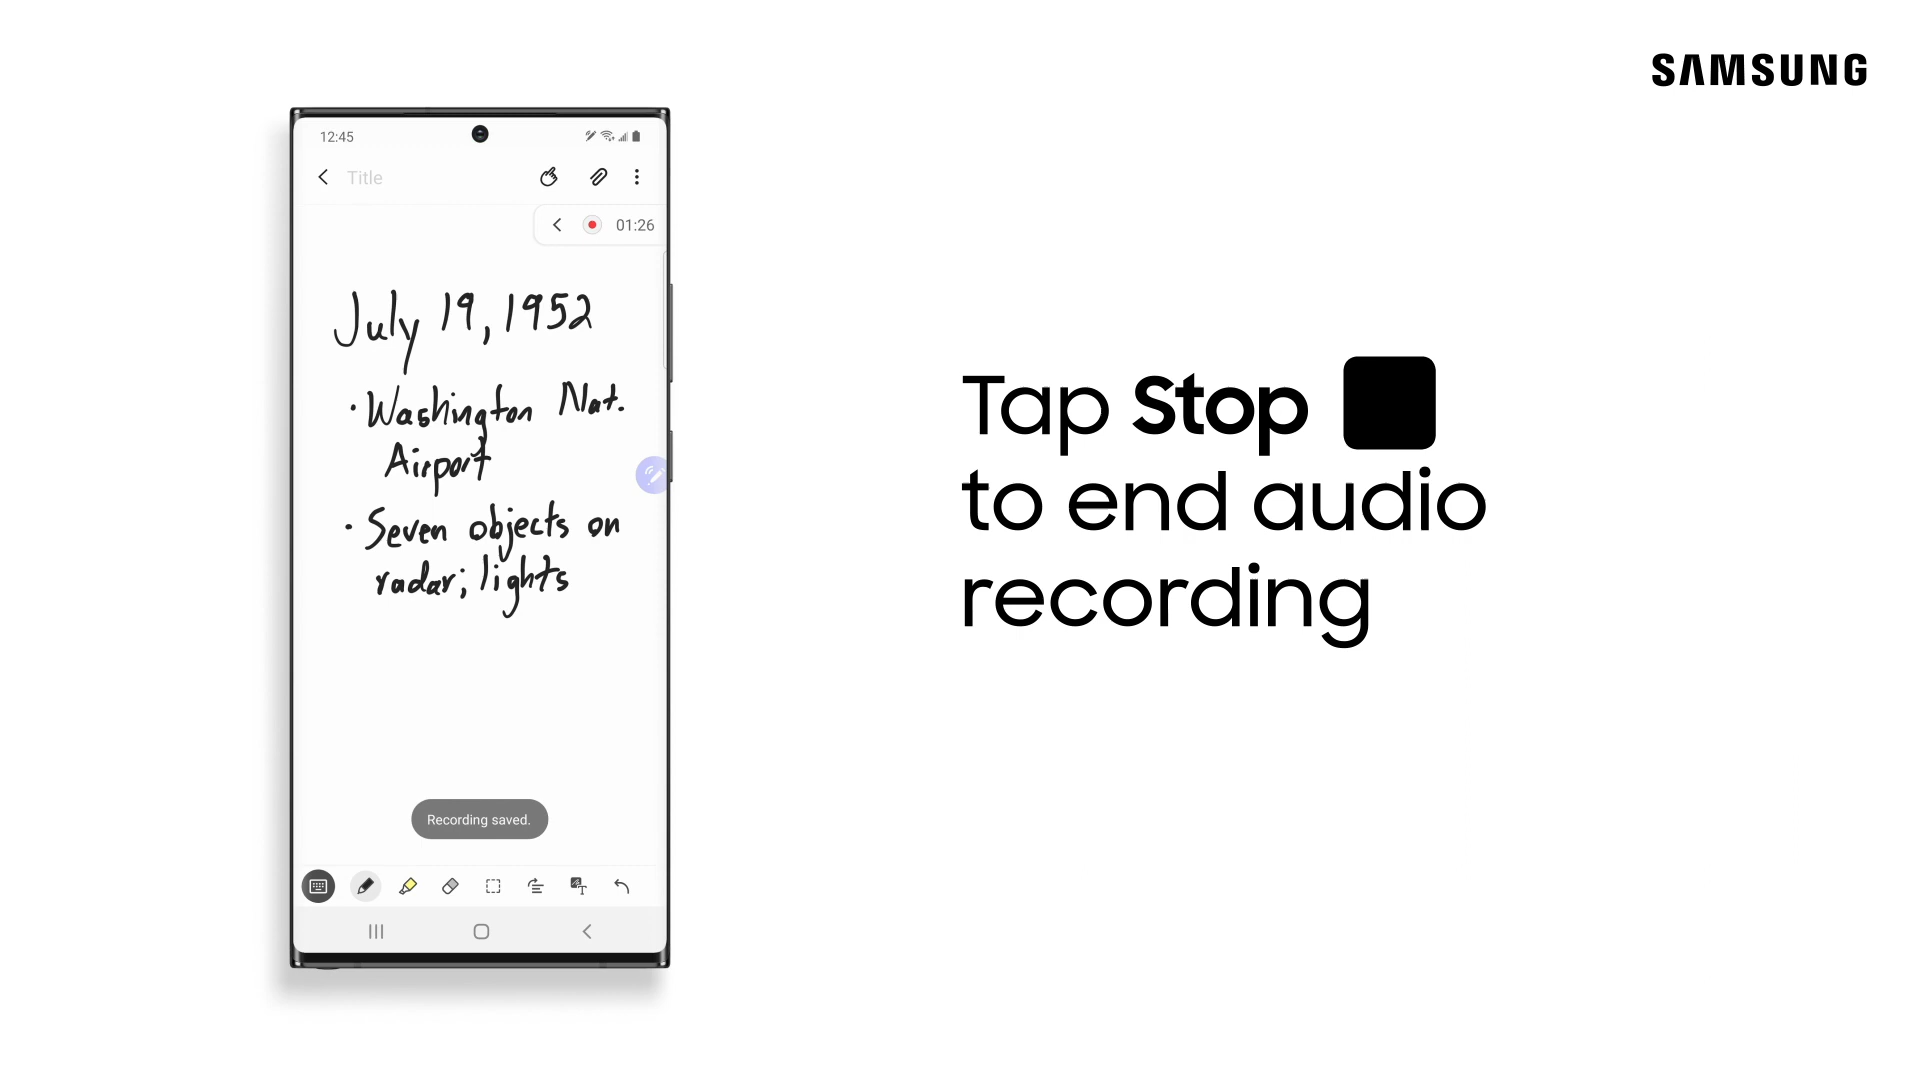 SAMSUNG
12:45
Title
01:26
July 19, 1952
· Washington Nat.
Airport
· Seven objects on
radar; lights
Recording saved.
T
Tap Stop
to end audio
recording